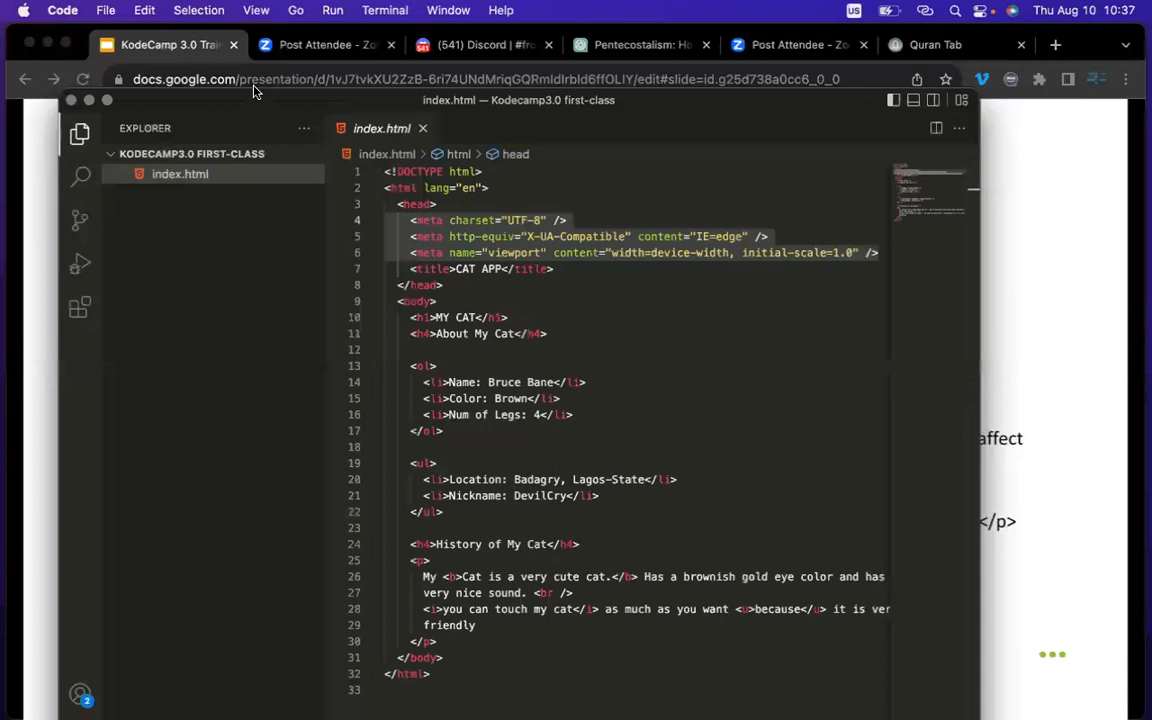 Code File Edit Selection View Go Run Terminal Window Help US Thu Aug 10 10:37
KodeCamp 3.0 Trai Post Attendee - Zo (541) Discord | #fr Pentecostalism: Ho Post Attendee - Zo Quran Tab
docs.google.com/presentation/d/1vJ7tvkXU2ZzB-6ri74UNdMriqGQRmIdIrbId6ffOLIY/edit#slide=id.g25d738a0cc6_0_0
index.html — Kodecamp3.0 first-class
EXPLORER
KODECAMP3.0 FIRST-CLASS
index.html
index.html
index.html > html > head
1 <!DOCTYPE html>
2 <html lang="en">
3 <head>
4 <meta charset="UTF-8" />
5 <meta http-equiv="X-UA-Compatible" content="IE=edge" />
6 <meta name="viewport" content="width=device-width, initial-scale=1.0" />
7 <title>CAT APP</title>
8 </head>
9 <body>
10 <h1>MY CAT</h1>
11 <h4>About My Cat</h4>
12
13 <ol>
14 <li>Name: Bruce Bane</li>
15 <li>Color: Brown</li>
16 <li>Num of Legs: 4</li>
17 </ol>
18
19 <ul>
20 <li>Location: Badagry, Lagos-State</li>
21 <li>Nickname: DevilCry</li>
22 </ul>
23
24 <h4>History of My Cat</h4>
25 <p>
26 My <b>Cat is a very cute cat.</b> Has a brownish gold eye color and has
27 very nice sound. <br />
28 <i>you can touch my cat</i> as much as you want <u>because</u> it is ver
29 friendly
30 </p>
31 </body>
32 </html>
33
2
affect
</p>